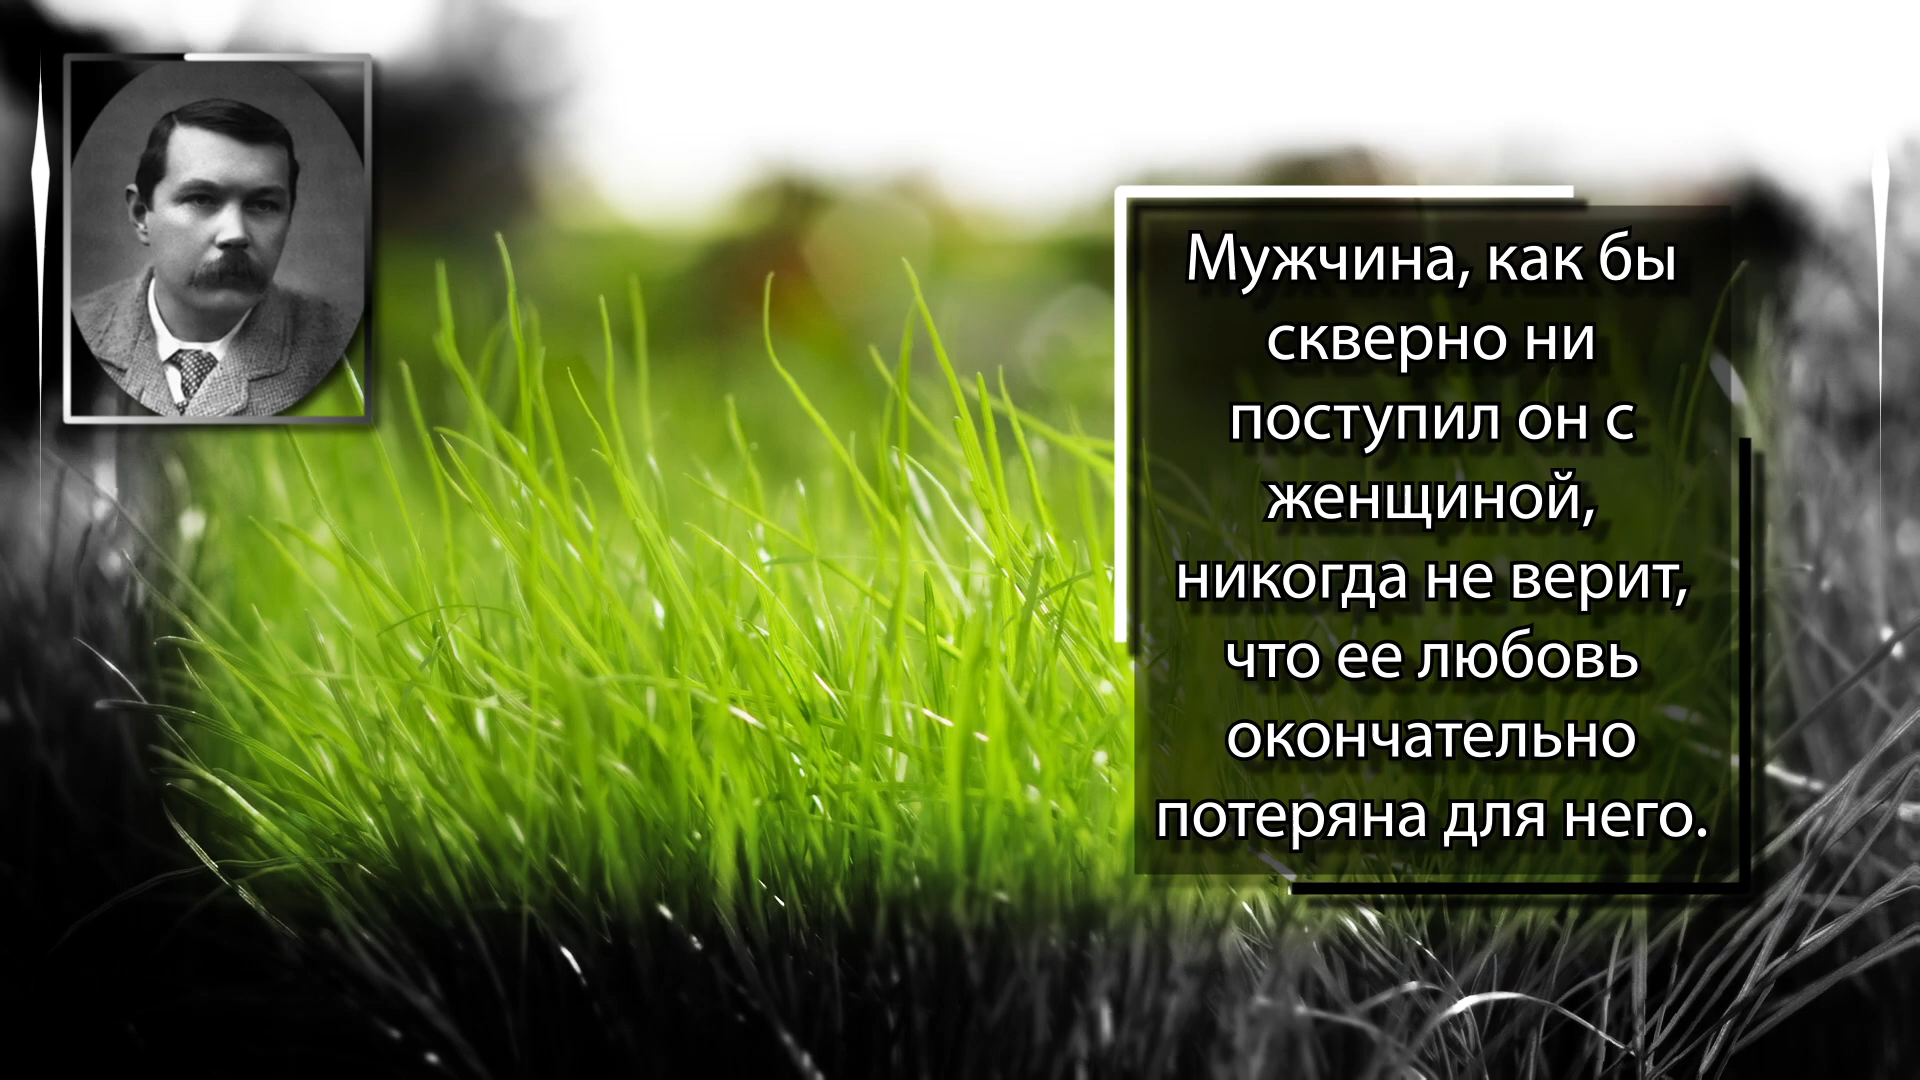 Мужчина, как бы
скверно ни
поступил он с
женщиной,
никогда не верит,
что ее любовь
окончательно
потеряна для него.